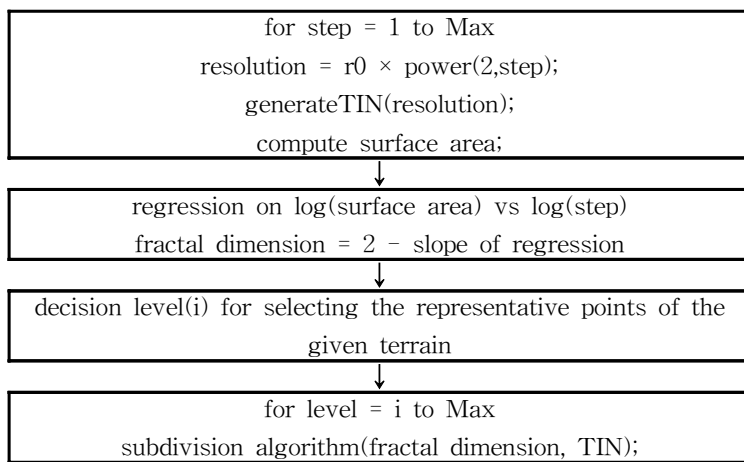 for step = 1 to Max
resolution = r0 × power(2,step);
generateTIN(resolution);
compute surface area;
regression on log(surface area) vs log(step)
fractal dimension = 2 - slope of regression
decision level(i) for selecting the representative points of the
given terrain
for level = i to Max
subdivision algorithm(fractal dimension, TIN);